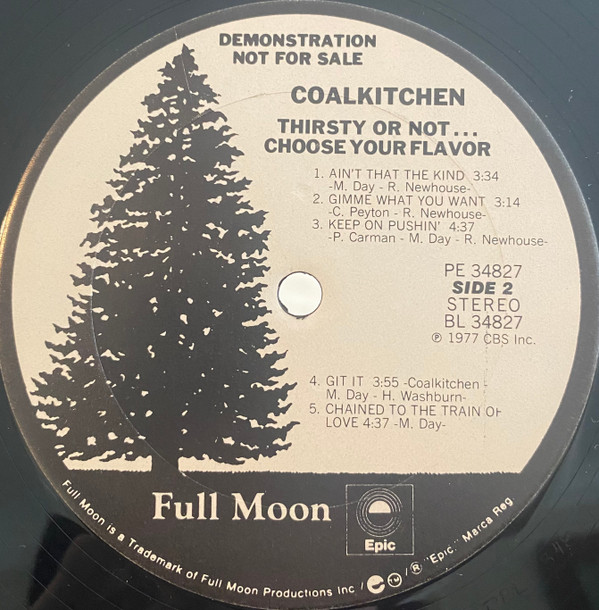 DEMONSTRATION
NOT FOR SALE
COALKITCHEN
THIRSTY OR NOT...
CHOOSE YOUR FLAVOR
1. AIN'T THAT THE KIND 3:34
-M. Day - R. Newhouse-
2. GIMME WHAT YOU WANT 3:14
-C. Peyton - R. Newhouse-
3. KEEP ON PUSHIN' 4:37
-P. Carman - M. Day - R. Newhouse-
PE 34827
SIDE 2
STEREO
BL 34827
℗ 1977 CBS Inc.
4. GIT IT 3:55 -Coalkitchen -
M. Day - H. Washburn-
5. CHAINED TO THE TRAIN OF
LOVE 4:37 -M. Day-
Full Moon
Epic
Full Moon is a Trademark of Full Moon Productions Inc / e TM / ® "Epic," Marca Reg.